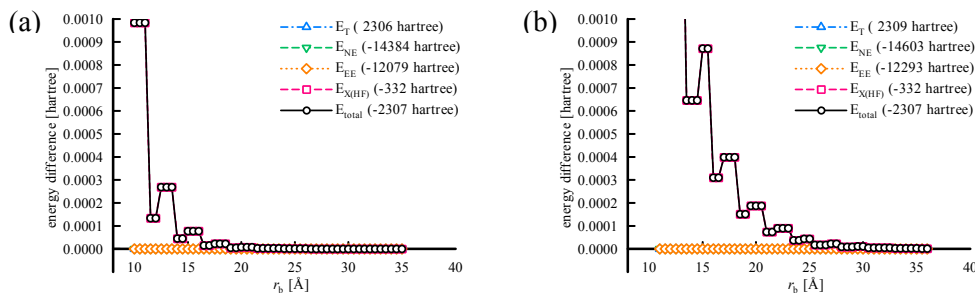 (a)
energy difference [hartree]
0.0010
0.0009
0.0008
0.0007
0.0006
0.0005
0.0004
0.0003
0.0002
0.0001
0.0000
E_T ( 2306 hartree)
E_NE (-14384 hartree)
E_EE (-12079 hartree)
E_X(HF) (-332 hartree)
E_total (-2307 hartree)
10 15 20 25 30 35 40
r_b [Å]
(b)
energy difference [hartree]
0.0010
0.0009
0.0008
0.0007
0.0006
0.0005
0.0004
0.0003
0.0002
0.0001
0.0000
E_T ( 2309 hartree)
E_NE (-14603 hartree)
E_EE (-12293 hartree)
E_X(HF) (-332 hartree)
E_total (-2307 hartree)
10 15 20 25 30 35 40
r_b [Å]